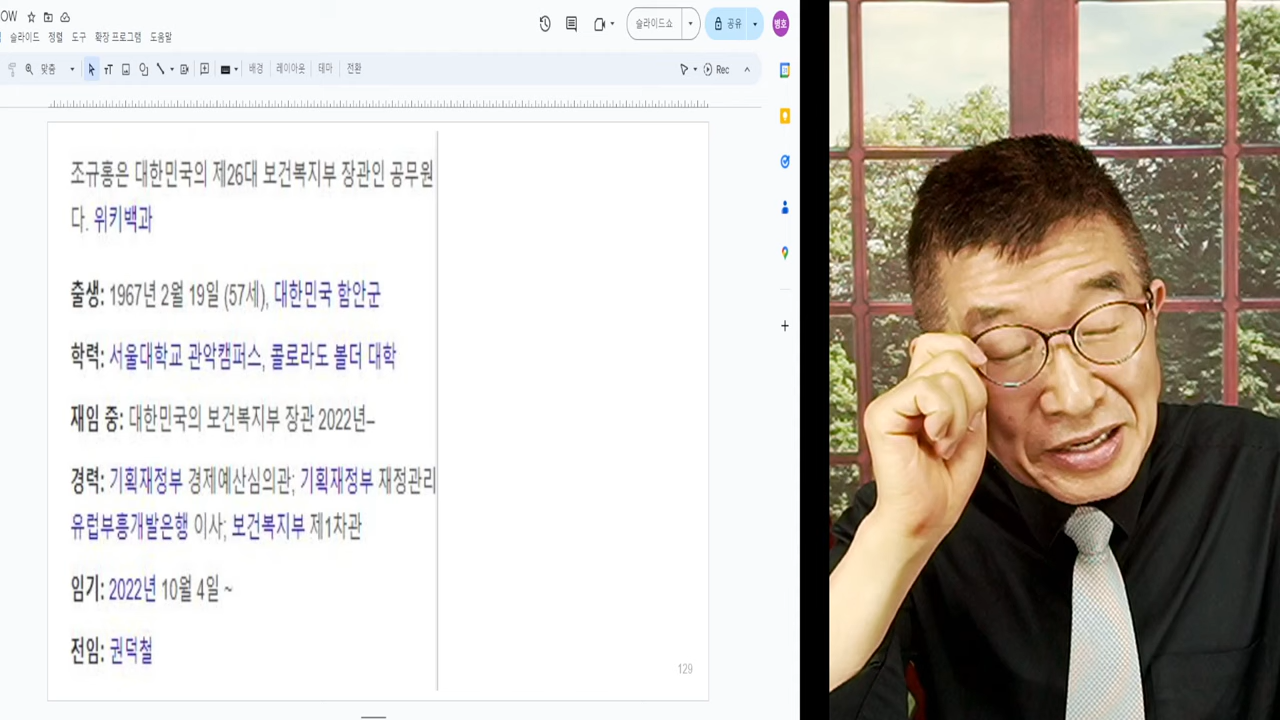 OW
슬라이드 정렬 도구 확장 프로그램 도움말
슬라이드쇼
공유
병호
맞춤
배경
레이아웃
테마
전환
Rec
조규홍은 대한민국의 제26대 보건복지부 장관인 공무원
다. 위키백과
출생: 1967년 2월 19일 (57세), 대한민국 함안군
학력: 서울대학교 관악캠퍼스, 콜로라도 볼더 대학
재임 중: 대한민국의 보건복지부 장관 2022년–
경력: 기획재정부 경제예산심의관; 기획재정부 재정관리
유럽부흥개발은행 이사; 보건복지부 제1차관
임기: 2022년 10월 4일 ~
전임: 권덕철
129